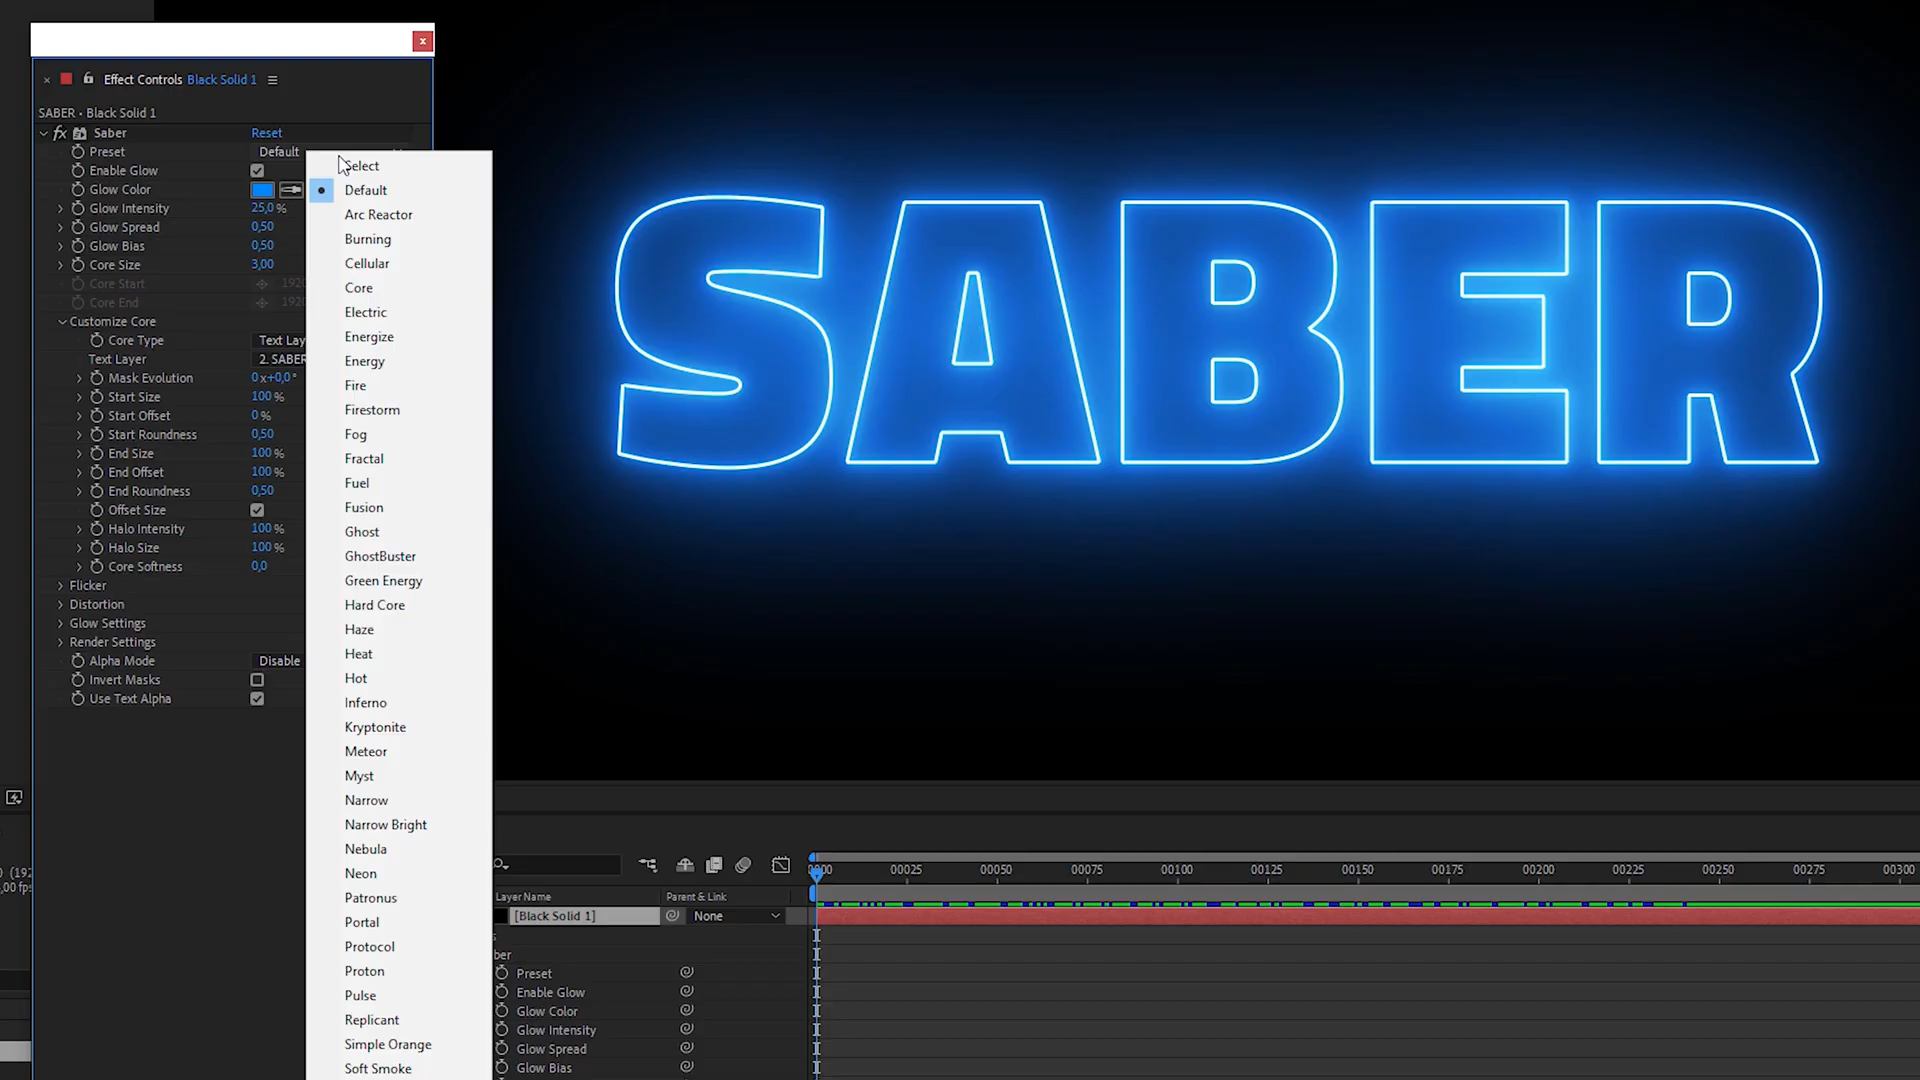 Effect Controls Black Solid 1
SABER • Black Solid 1
fx Saber Reset
Preset Default
Enable Glow
Glow Color
Glow Intensity 25,0 %
Glow Spread 0,50
Glow Bias 0,50
Core Size 3,00
Core Start 192
Core End 192
Customize Core
Core Type Text Lay
Text Layer 2. SABER
Mask Evolution 0x+0,0°
Start Size 100 %
Start Offset 0 %
Start Roundness 0,50
End Size 100 %
End Offset 100 %
End Roundness 0,50
Offset Size
Halo Intensity 100 %
Halo Size 100 %
Core Softness 0,0
Flicker
Distortion
Glow Settings
Render Settings
Alpha Mode Disable
Invert Masks
Use Text Alpha
Select
Default
Arc Reactor
Burning
Cellular
Core
Electric
Energize
Energy
Fire
Firestorm
Fog
Fractal
Fuel
Fusion
Ghost
GhostBuster
Green Energy
Hard Core
Haze
Heat
Hot
Inferno
Kryptonite
Meteor
Myst
Narrow
Narrow Bright
Nebula
Neon
Patronus
Portal
Protocol
Proton
Pulse
Replicant
Simple Orange
Soft Smoke
SABER
00025 00050 00075 00100 00125 00150 00175 00200 00225 00250 00275 00300
Layer Name Parent & Link
[Black Solid 1] None
Preset
Enable Glow
Glow Color
Glow Intensity
Glow Spread
Glow Bias